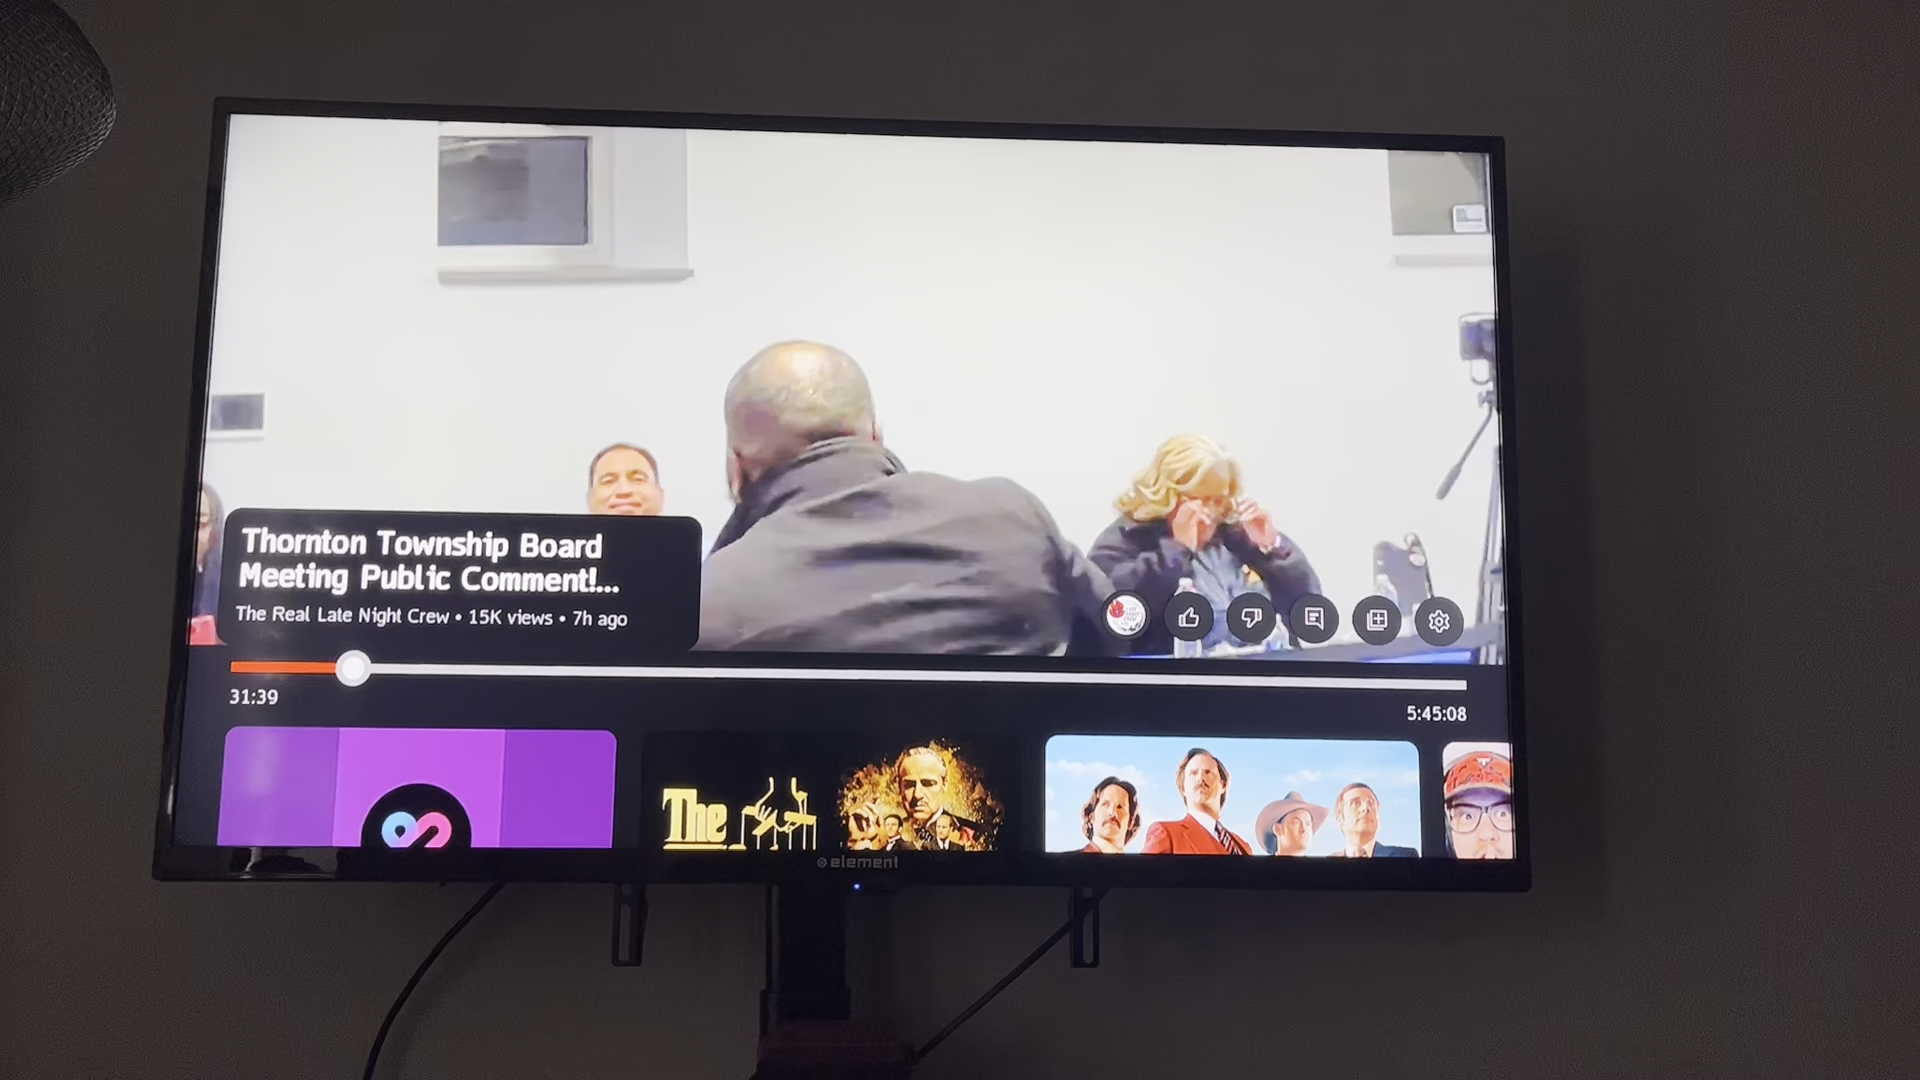 Thornton Township Board
Meeting Public Comment!...
The Real Late Night Crew • 15K views • 7h ago
31:39
5:45:08
The
element